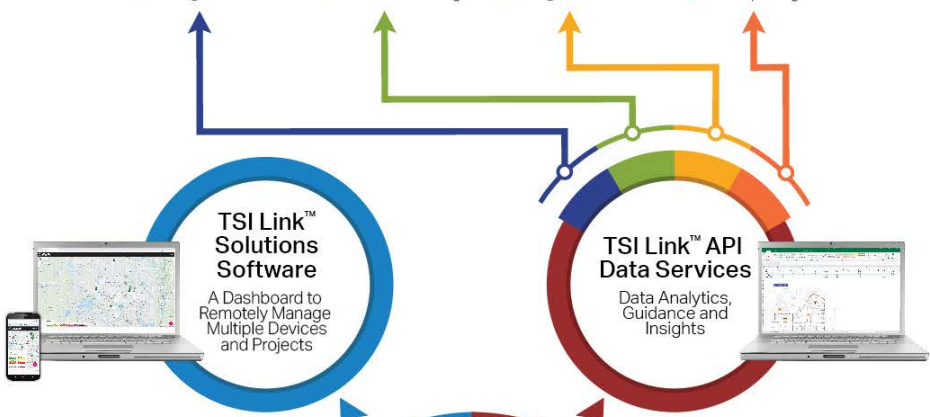 TSI Link™
Solutions
Software
A Dashboard to
Remotely Manage
Multiple Devices
and Projects
TSI Link™ API
Data Services
Data Analytics,
Guidance and
Insights